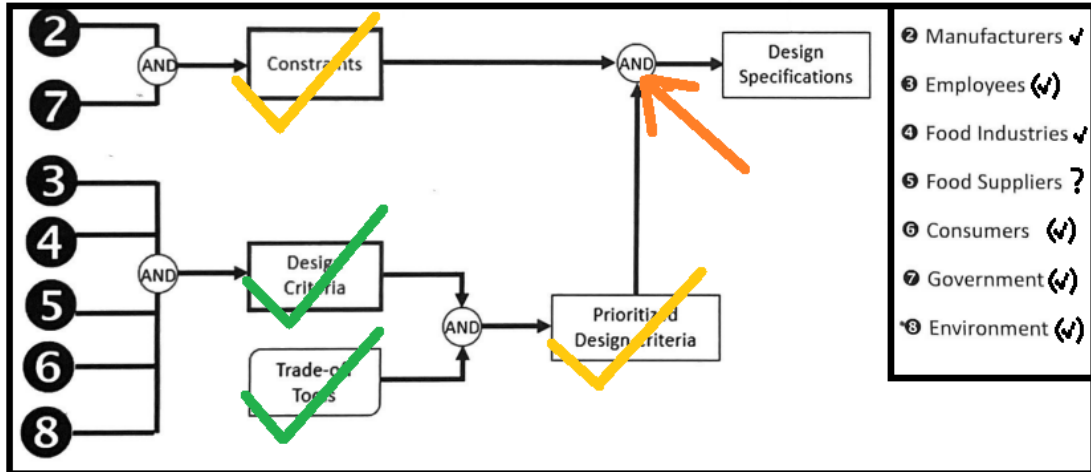 2
AND
Constraints
AND
Design
Specifications
7
3
4
AND
Design
Criteria
5
AND
Prioritized
Design Criteria
6
Trade-off
Tools
8
❷ Manufacturers ✓
❸ Employees (✓)
❹ Food Industries ✓
❺ Food Suppliers ?
❻ Consumers (✓)
❼ Government (✓)
❽ Environment (✓)